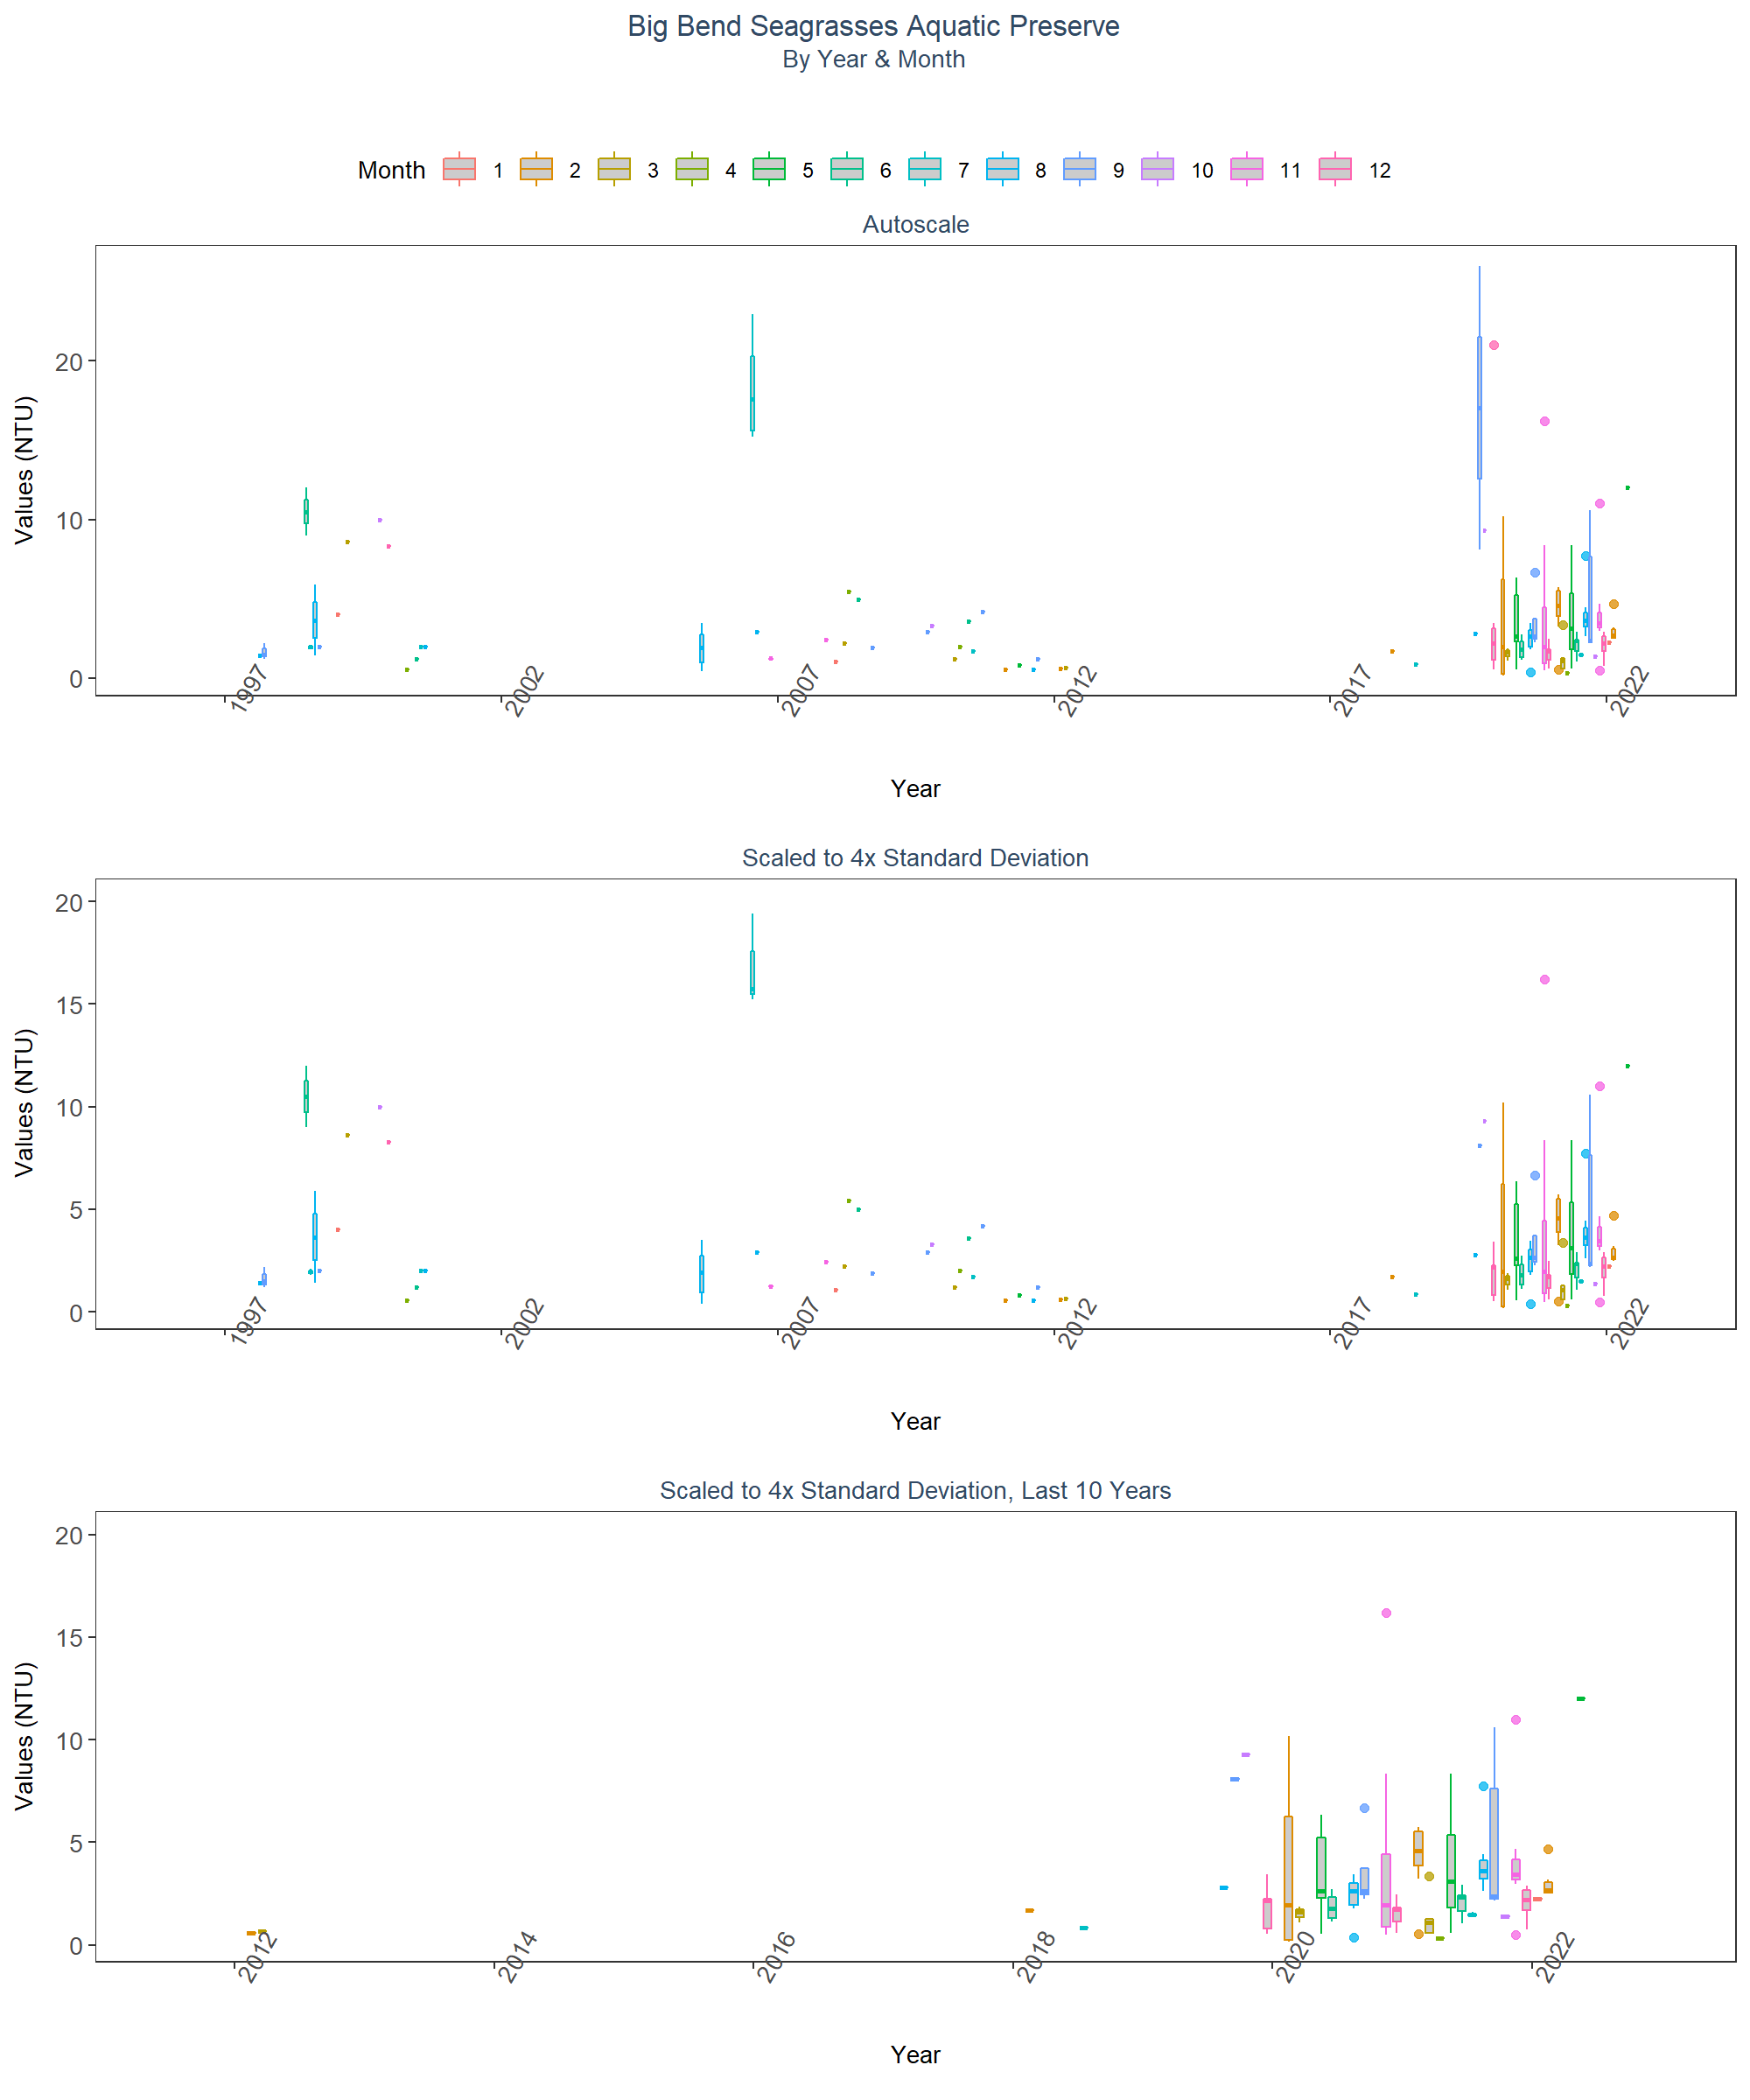 Big Bend Seagrasses Aquatic Preserve
By Year & Month
Month 1 2 3 4 5 6 7 8 9 10 11 12
Autoscale
Values (NTU)
20
10
0
1997 2002 2007 2012 2017 2022
Year
Scaled to 4x Standard Deviation
Values (NTU)
20
15
10
5
0
1997 2002 2007 2012 2017 2022
Year
Scaled to 4x Standard Deviation, Last 10 Years
Values (NTU)
20
15
10
5
0
2012 2014 2016 2018 2020 2022
Year